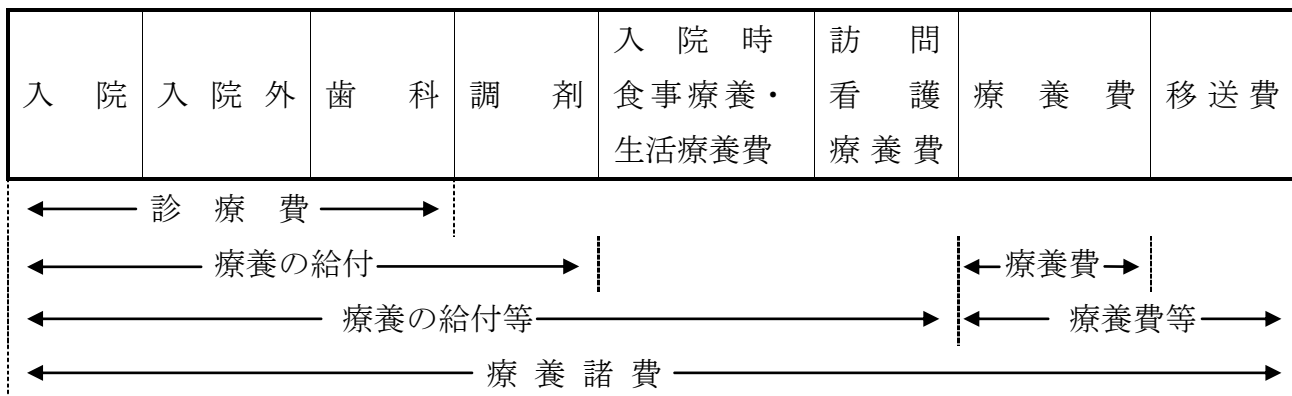 入院
入院外
歯科
調剤
入院時
食事療養・
生活療養費
訪問
看護
療養費
療養費
移送費
診療費
療養の給付
療養費
療養の給付等
療養費等
療養諸費